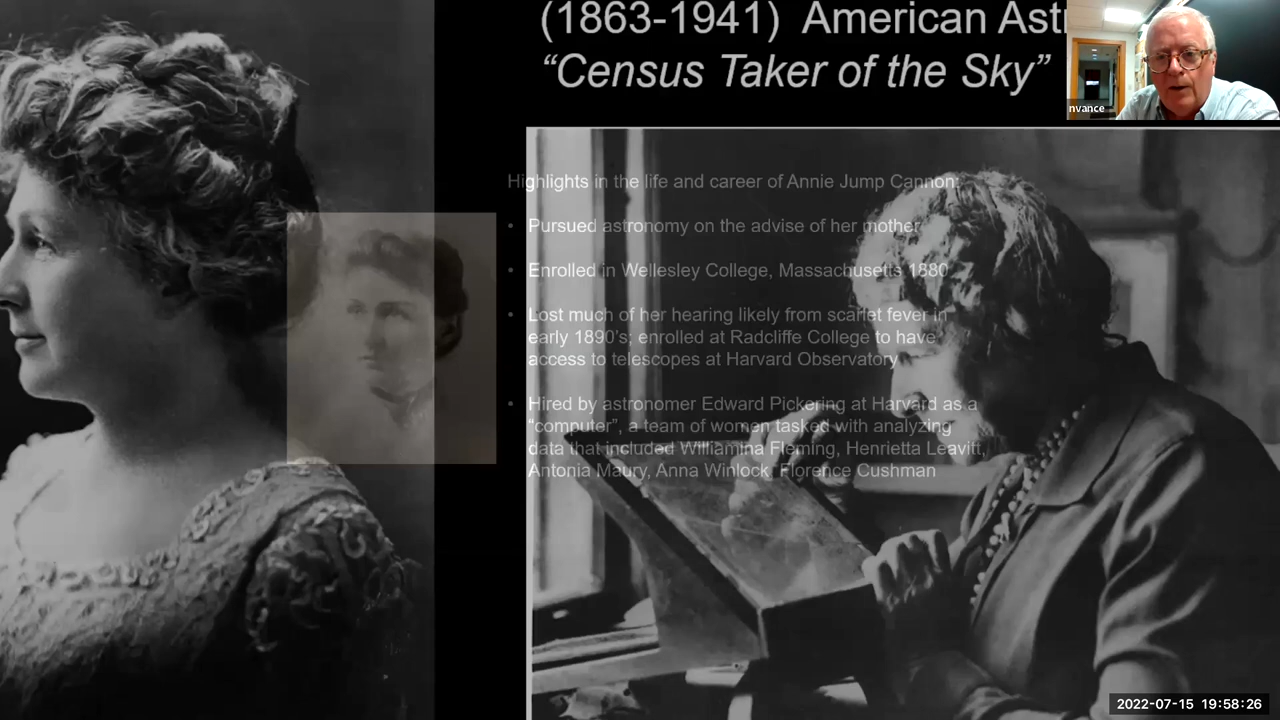 (1863-1941) American Ast
“Census Taker of the Sky”
nvance
Highlights in the life and career of Annie Jump Cannon:
• Pursued astronomy on the advise of her mother
• Enrolled in Wellesley College, Massachusetts 1880
• Lost much of her hearing likely from scarlet fever in
early 1890’s; enrolled at Radcliffe College to have
access to telescopes at Harvard Observatory
• Hired by astronomer Edward Pickering at Harvard as a
“computer”, a team of women tasked with analyzing
data that included Williamina Fleming, Henrietta Leavitt,
Antonia Maury, Anna Winlock, Florence Cushman
2022-07-15 19:58:26